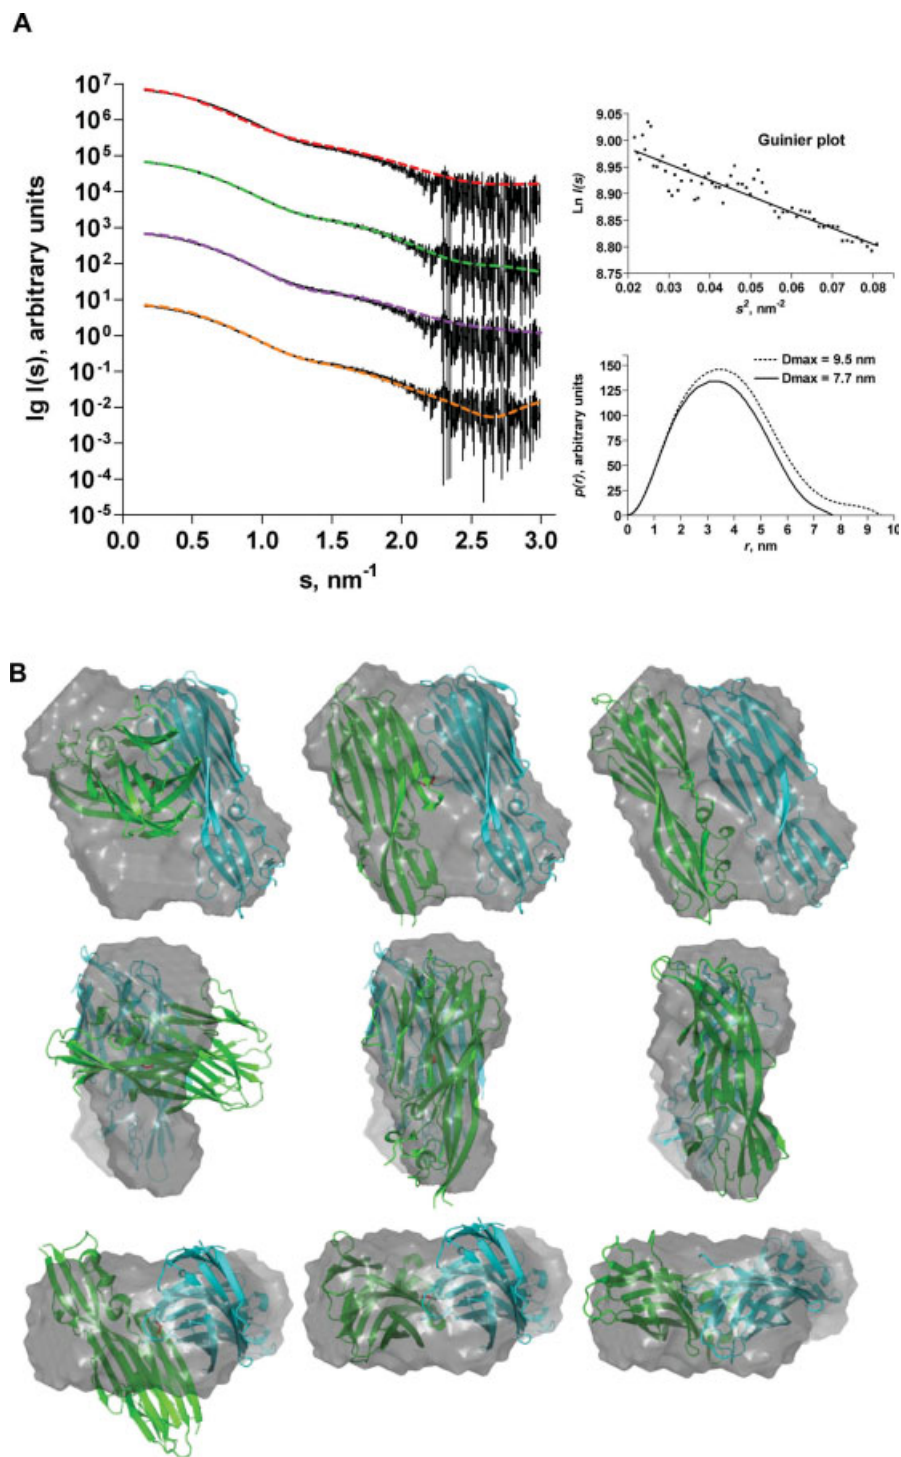 A
lg I(s), arbitrary units
10^7
10^6
10^5
10^4
10^3
10^2
10^1
10^0
10^-1
10^-2
10^-3
10^-4
10^-5
0.0 0.5 1.0 1.5 2.0 2.5 3.0
s, nm^-1
Guinier plot
Ln I(s)
9.05
9.00
8.95
8.90
8.85
8.80
8.75
0.02 0.03 0.04 0.05 0.06 0.07 0.08
s^2, nm^-2
Dmax = 9.5 nm
Dmax = 7.7 nm
p(r), arbitrary units
150
125
100
75
50
25
0
0 1 2 3 4 5 6 7 8 9 10
r, nm
B